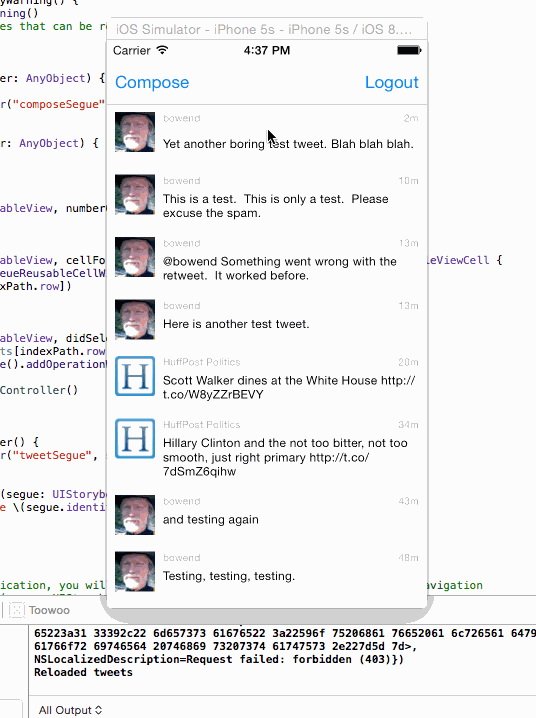 yWarning() {
ning()
es that can be r
iOS Simulator - iPhone 5s - iPhone 5s / iOS 8....
Carrier 4:37 PM
Compose Logout
er: AnyObject) {
r("composeSegue"
er: AnyObject) {
ableView, number
ableView, cellFo
leViewCell {
eueReusableCellW
xPath.row])
ableView, didSel
ts[indexPath.row
e().addOperationW
Controller()
er() {
r("tweetSegue",
(segue: UIStoryb
e \(segue.identi
ication, you wil
avigation
bowend 2m
Yet another boring test tweet. Blah blah blah.
bowend 10m
This is a test. This is only a test. Please
excuse the spam.
bowend 13m
@bowend Something went wrong with the
retweet. It worked before.
bowend 13m
Here is another test tweet.
H
HuffPost Politics 20m
Scott Walker dines at the White House http://
t.co/W8yZZrBEVY
H
HuffPost Politics 34m
Hillary Clinton and the not too bitter, not too
smooth, just right primary http://t.co/
7dSmZ6qihw
bowend 43m
and testing again
bowend 48m
Testing, testing, testing.
Toowoo
65223a31 33392c22 6d657373 61676522 3a22596f 75206861 76652061 6c726561 6479
61766f72 69746564 20746869 73207374 61747573 2e227d5d 7d>,
NSLocalizedDescription=Request failed: forbidden (403)})
Reloaded tweets
All Output